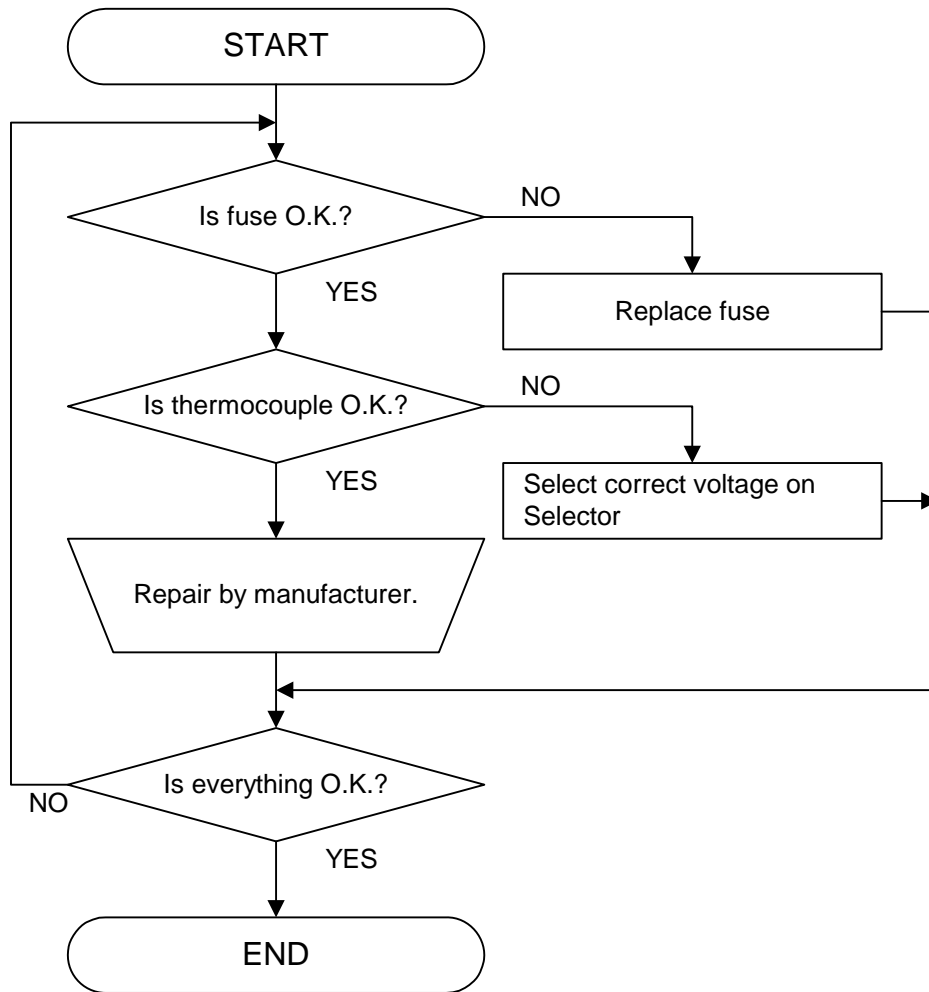 START
Is fuse O.K.?
NO
YES
Replace fuse
Is thermocouple O.K.?
NO
YES
Select correct voltage on
Selector
Repair by manufacturer.
Is everything O.K.?
NO
YES
END